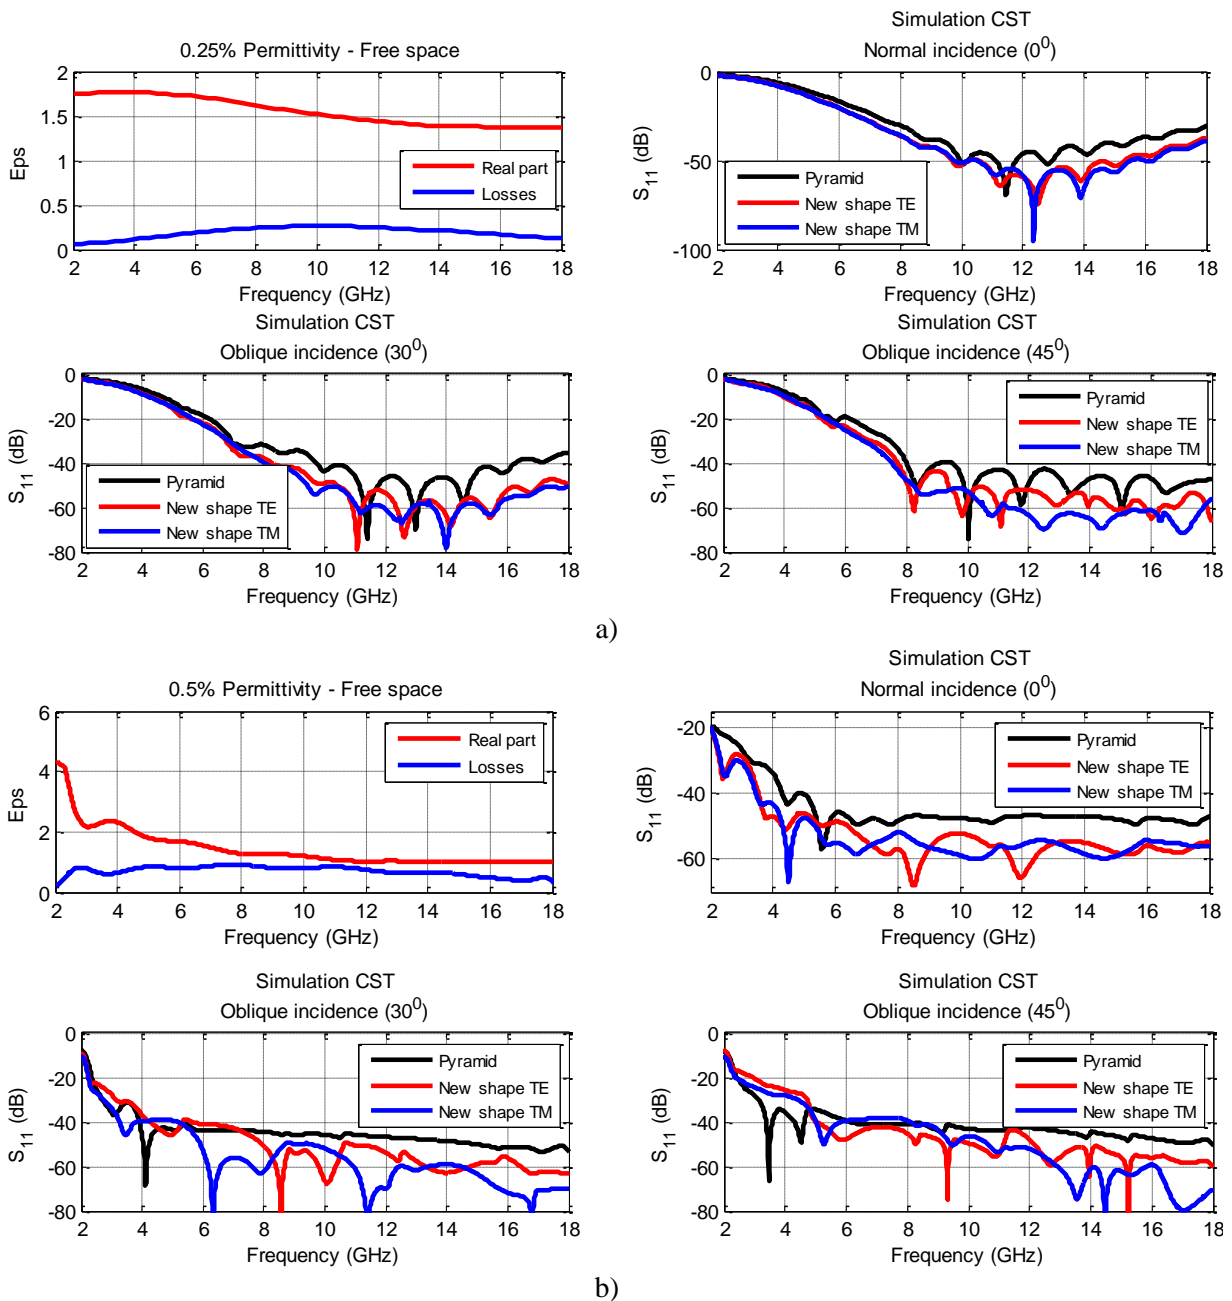 0.25% Permittivity - Free space
Eps
2
1.5
1
0.5
0
Real part
Losses
2 4 6 8 10 12 14 16 18
Frequency (GHz)
Simulation CST
Normal incidence (0⁰)
S11 (dB)
0
-50
-100
Pyramid
New shape TE
New shape TM
2 4 6 8 10 12 14 16 18
Frequency (GHz)
Simulation CST
Oblique incidence (30⁰)
S11 (dB)
0
-20
-40
-60
-80
Pyramid
New shape TE
New shape TM
2 4 6 8 10 12 14 16 18
Frequency (GHz)
Simulation CST
Oblique incidence (45⁰)
S11 (dB)
0
-20
-40
-60
-80
Pyramid
New shape TE
New shape TM
2 4 6 8 10 12 14 16 18
Frequency (GHz)
a)
0.5% Permittivity - Free space
Eps
6
4
2
0
Real part
Losses
2 4 6 8 10 12 14 16 18
Frequency (GHz)
Simulation CST
Normal incidence (0⁰)
S11 (dB)
-20
-40
-60
Pyramid
New shape TE
New shape TM
2 4 6 8 10 12 14 16 18
Frequency (GHz)
Simulation CST
Oblique incidence (30⁰)
S11 (dB)
0
-20
-40
-60
-80
Pyramid
New shape TE
New shape TM
2 4 6 8 10 12 14 16 18
Frequency (GHz)
Simulation CST
Oblique incidence (45⁰)
S11 (dB)
0
-20
-40
-60
-80
Pyramid
New shape TE
New shape TM
2 4 6 8 10 12 14 16 18
Frequency (GHz)
b)